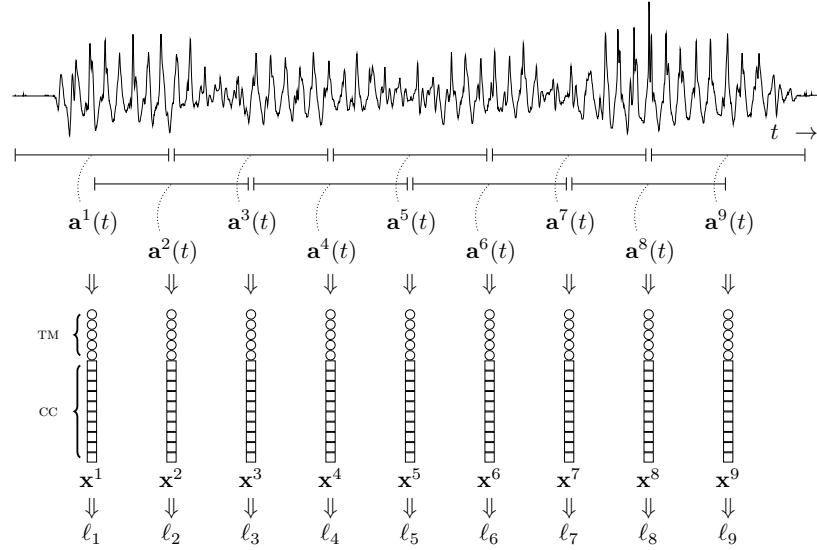 t →
𝐚¹(t) 𝐚³(t) 𝐚⁵(t) 𝐚⁷(t) 𝐚⁹(t)
𝐚²(t) 𝐚⁴(t) 𝐚⁶(t) 𝐚⁸(t)
⇓ ⇓ ⇓ ⇓ ⇓ ⇓ ⇓ ⇓ ⇓
TM
CC
𝐱¹ 𝐱² 𝐱³ 𝐱⁴ 𝐱⁵ 𝐱⁶ 𝐱⁷ 𝐱⁸ 𝐱⁹
⇓ ⇓ ⇓ ⇓ ⇓ ⇓ ⇓ ⇓ ⇓
ℓ₁ ℓ₂ ℓ₃ ℓ₄ ℓ₅ ℓ₆ ℓ₇ ℓ₈ ℓ₉